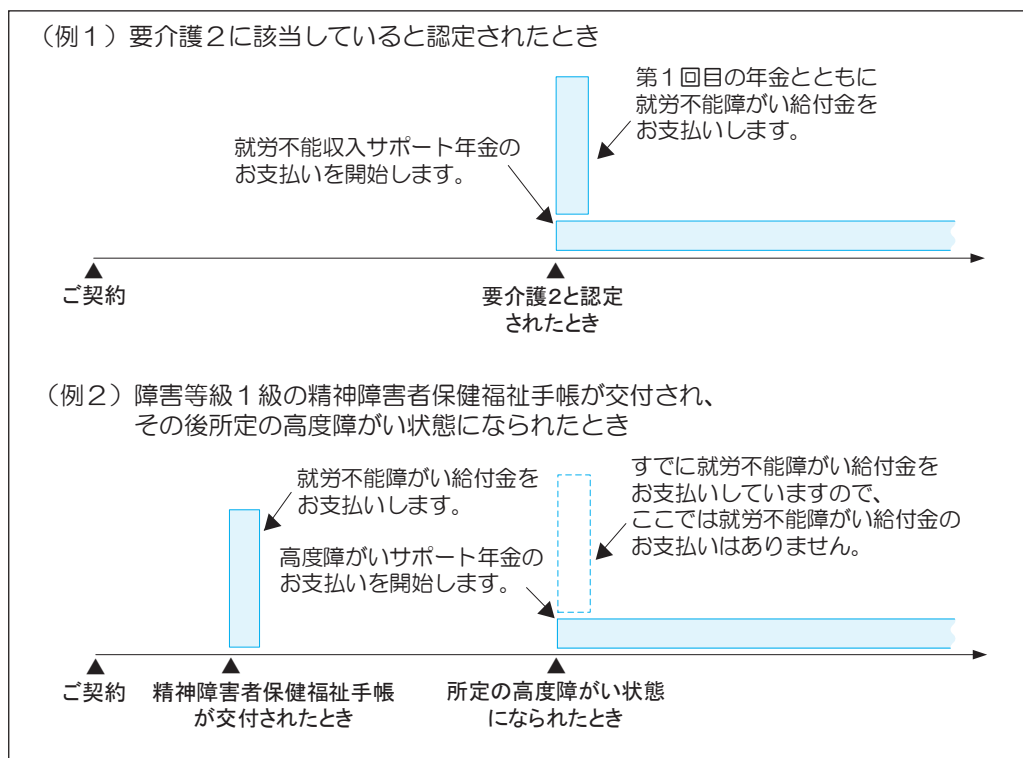 （例１）要介護２に該当していると認定されたとき
第１回目の年金とともに
就労不能障がい給付金を
お支払いします。
就労不能収入サポート年金の
お支払いを開始します。
ご契約
要介護2と認定
されたとき
（例２）障害等級１級の精神障害者保健福祉手帳が交付され、
その後所定の高度障がい状態になられたとき
就労不能障がい給付金を
お支払いします。
すでに就労不能障がい給付金を
お支払いしていますので、
ここでは就労不能障がい給付金の
お支払いはありません。
高度障がいサポート年金の
お支払いを開始します。
ご契約
精神障害者保健福祉手帳
が交付されたとき
所定の高度障がい状態
になられたとき